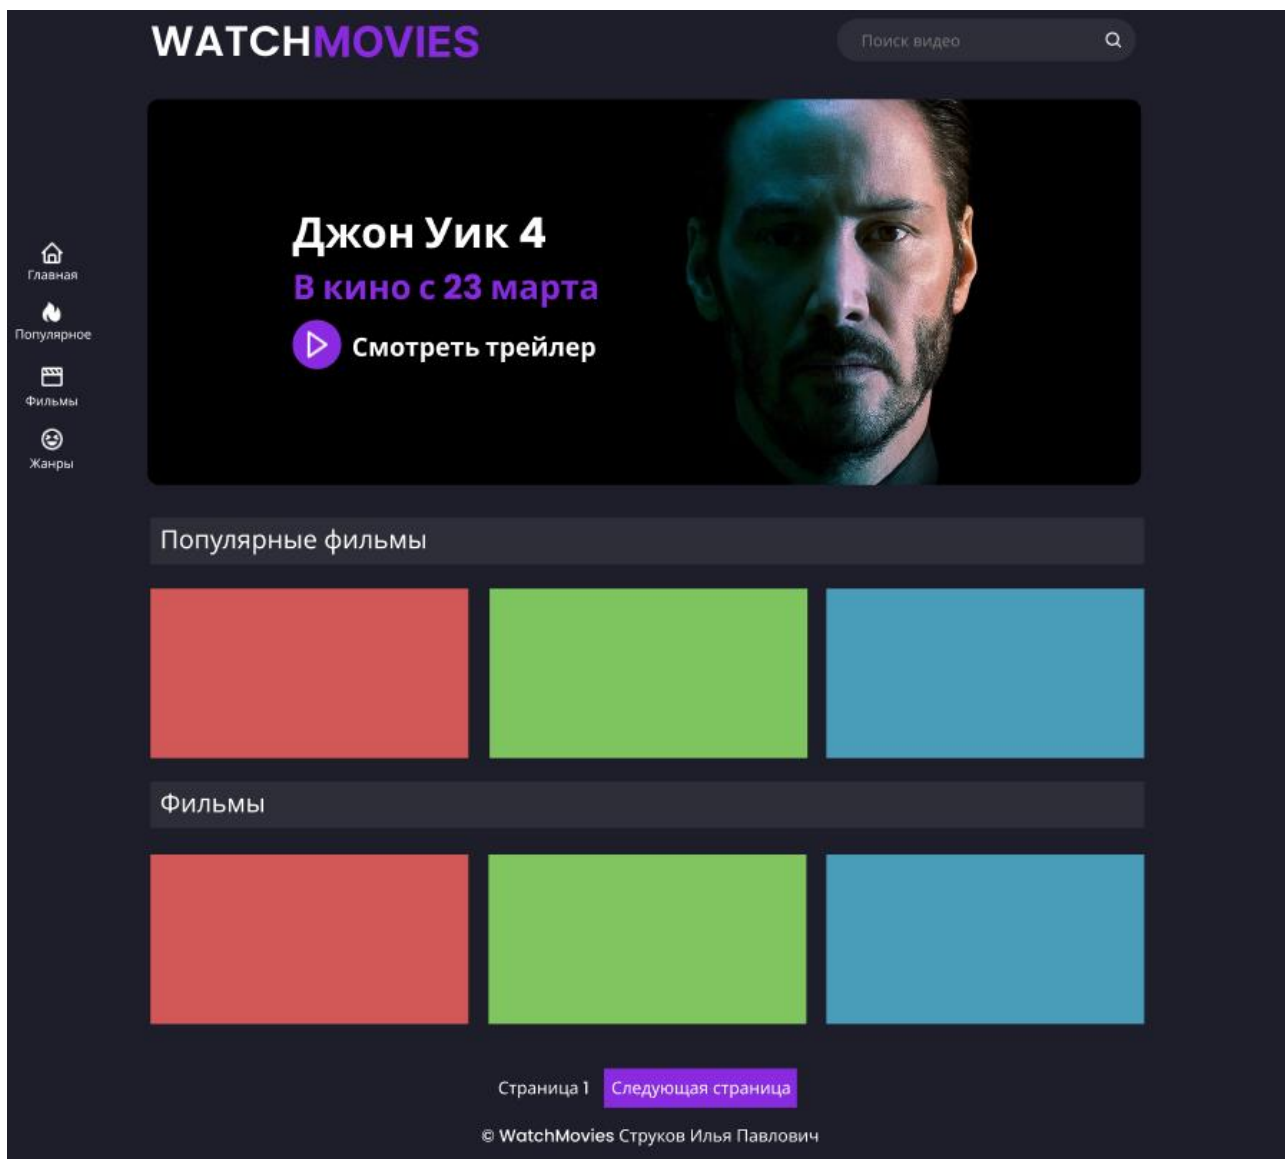 WATCHMOVIES
Поиск видео
Джон Уик 4
В кино с 23 марта
Смотреть трейлер
Главная
Популярное
Фильмы
Жанры
Популярные фильмы
Фильмы
Страница 1 Следующая страница
© WatchMovies Струков Илья Павлович